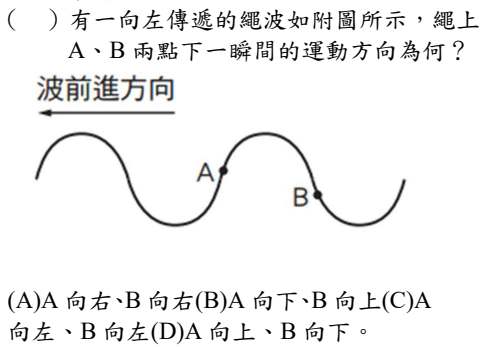 (　)有一向左傳遞的繩波如附圖所示，繩上
A、B 兩點下一瞬間的運動方向為何？
波前進方向
A
B
(A)A 向右、B 向右(B)A 向下、B 向上(C)A
向左、B 向左(D)A 向上、B 向下。